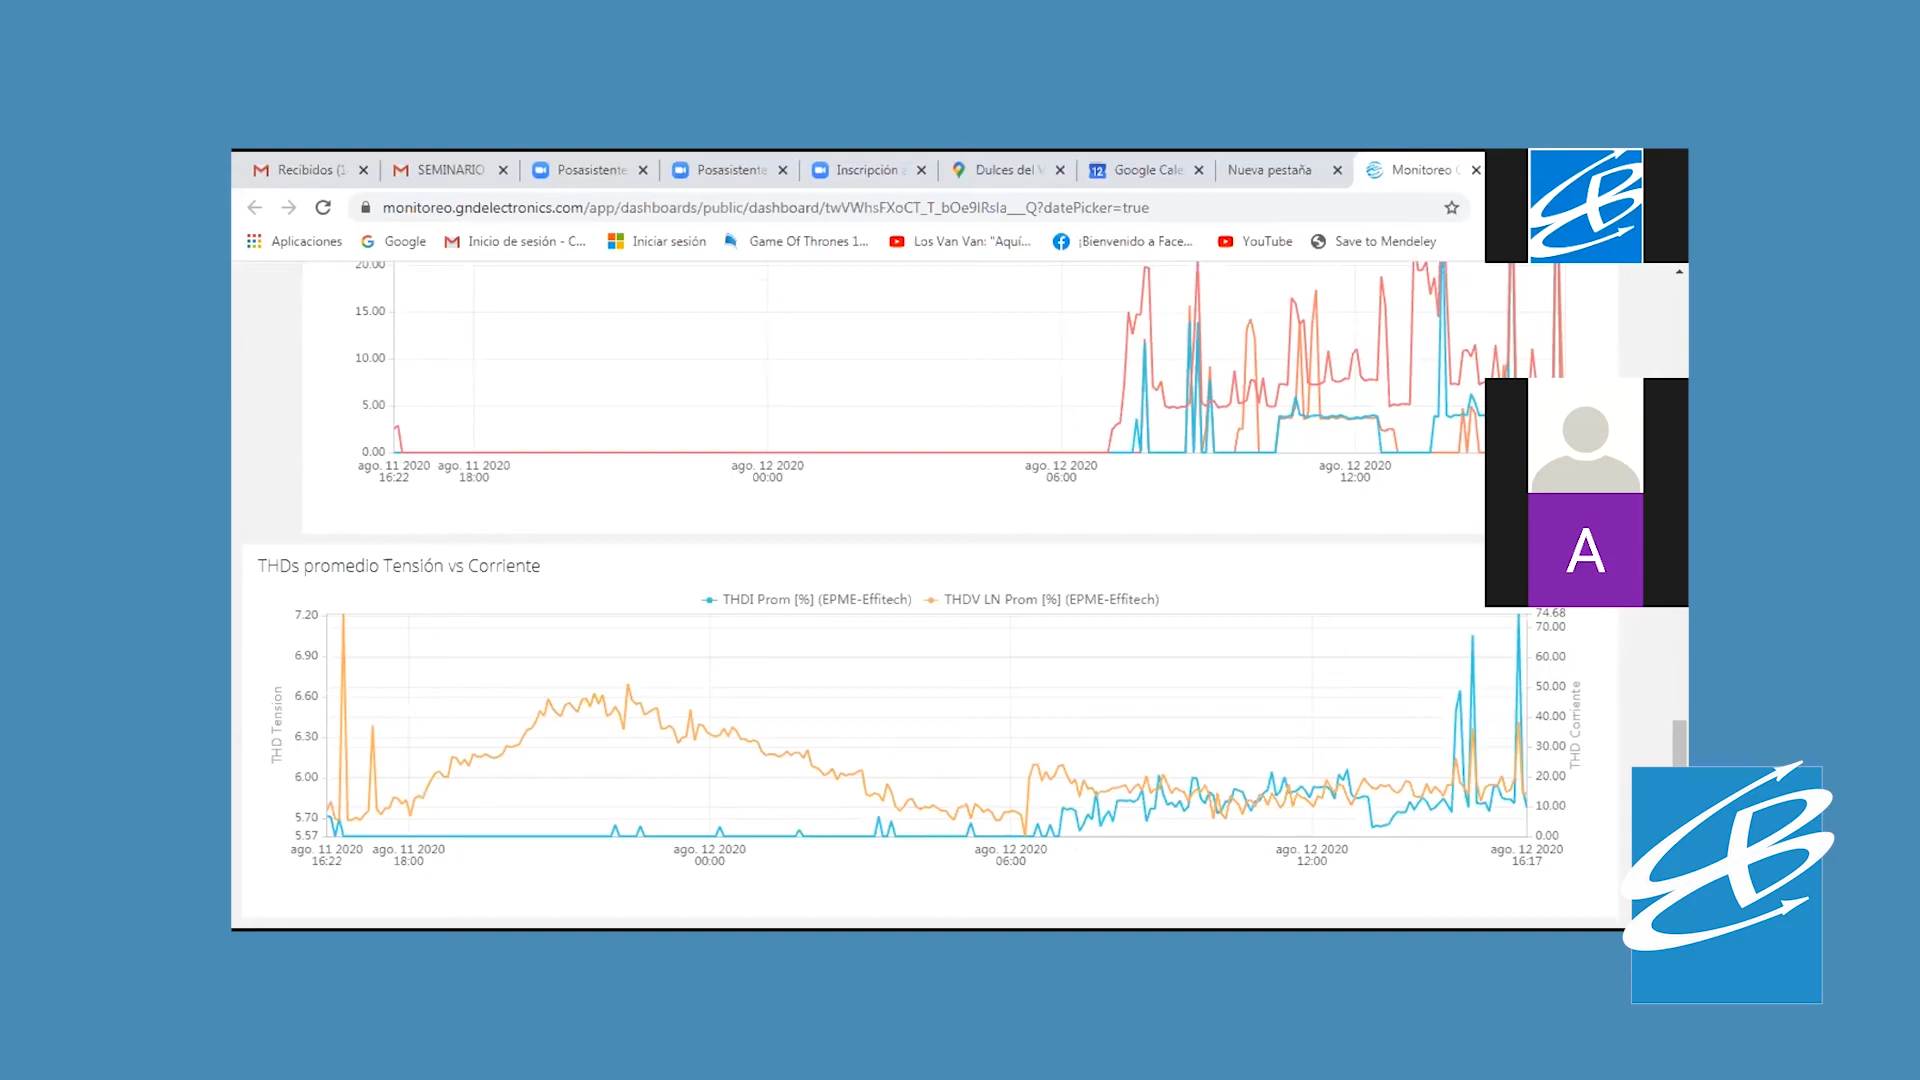 Recibidos (1
SEMINARIO
Posasistente
Posasistente
Inscripción
Dulces del
12
Google Cale
Nueva pestaña
Monitoreo
monitoreo.gndelectronics.com/app/dashboards/public/dashboard/twVWhsFXoCT_T_bOe9lRsla___Q?datePicker=true
Aplicaciones
Google
Inicio de sesión - C...
Iniciar sesión
Game Of Thrones 1...
Los Van Van: "Aquí...
¡Bienvenido a Face...
YouTube
Save to Mendeley
20.00
15.00
10.00
5.00
0.00
ago. 11 2020 ago. 11 2020 ago. 12 2020 ago. 12 2020 ago. 12 2020
16:22 18:00 00:00 06:00 12:00
A
THDs promedio Tensión vs Corriente
THDI Prom [%] (EPME-Effitech) THDV LN Prom [%] (EPME-Effitech)
7.20
6.90
6.60
6.30
6.00
5.70
5.57
THD Tension
74.68
70.00
60.00
50.00
40.00
30.00
20.00
10.00
0.00
THD Corriente
ago. 11 2020 ago. 11 2020 ago. 12 2020 ago. 12 2020 ago. 12 2020 ago. 12 2020
16:22 18:00 00:00 06:00 12:00 16:17